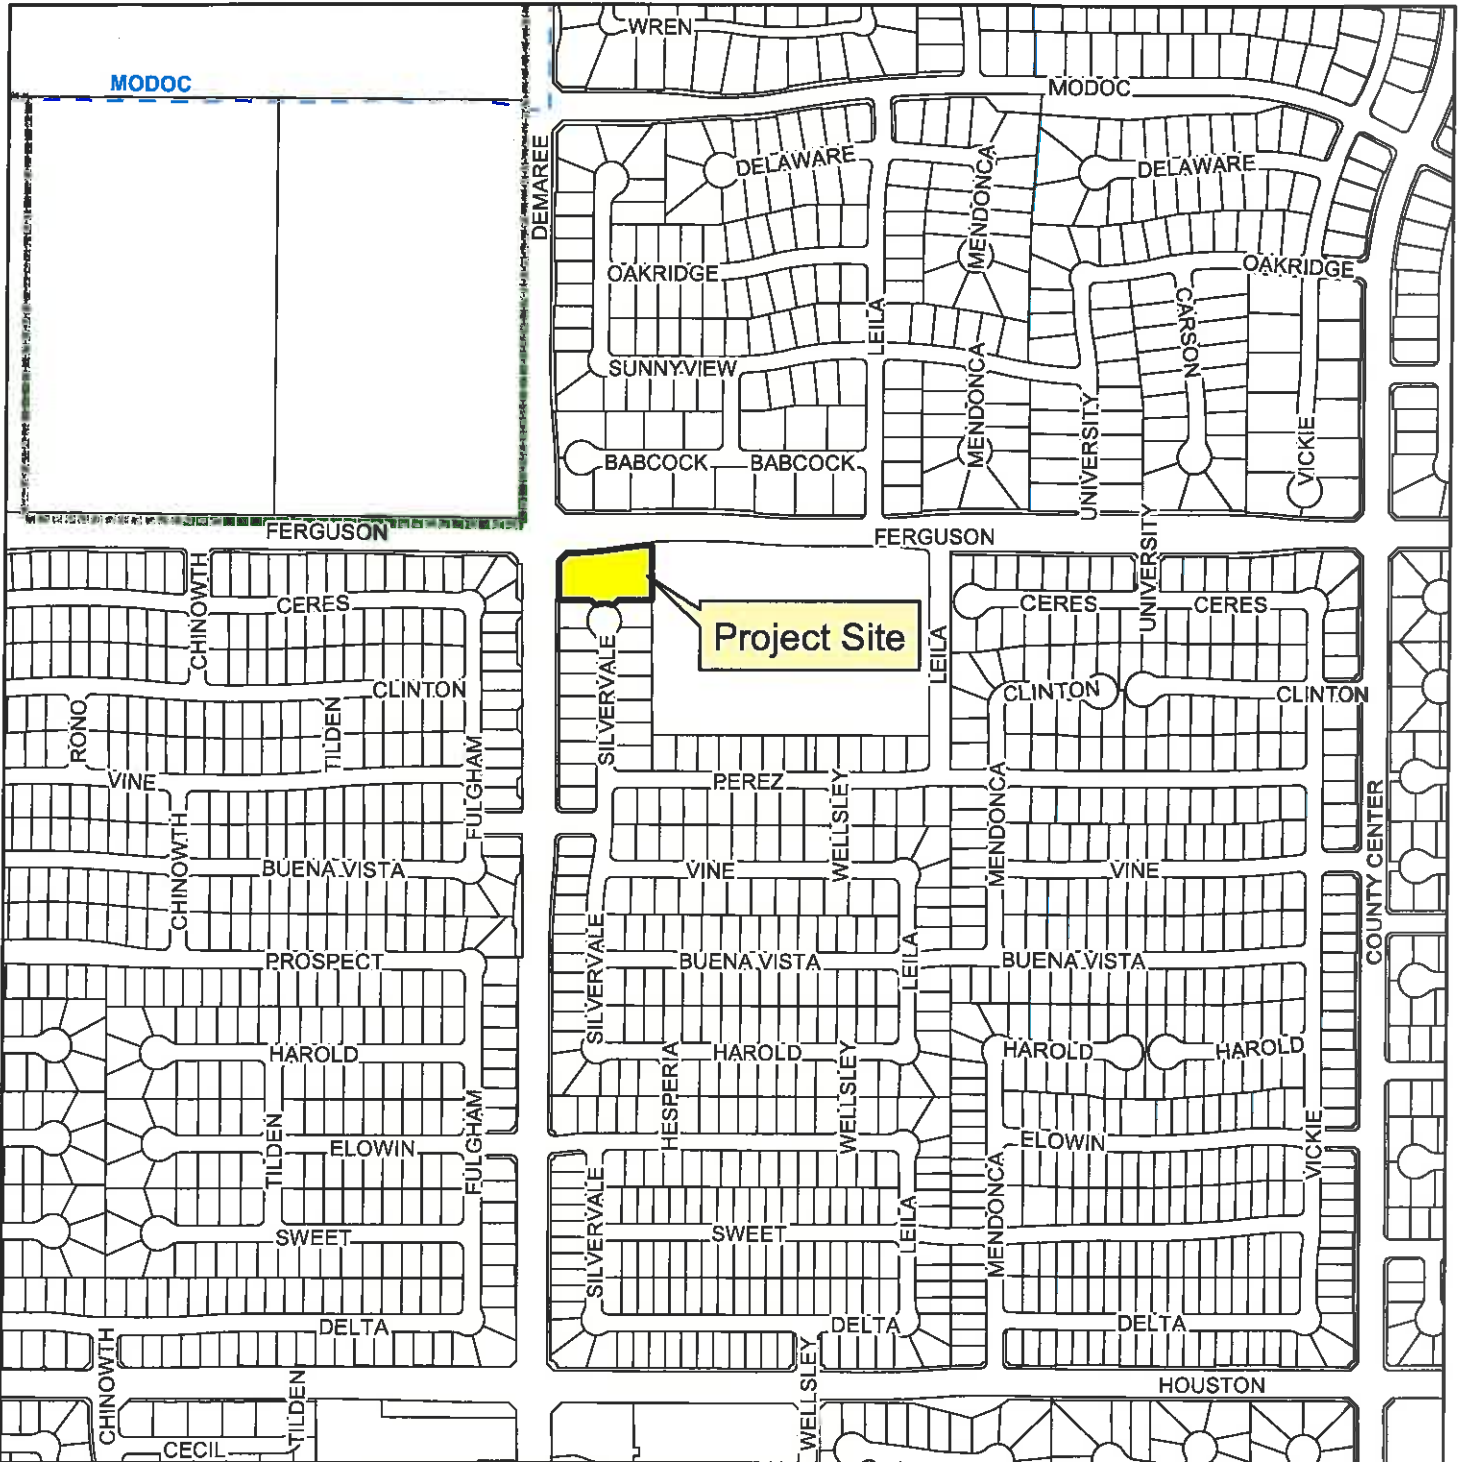 WREN
MODOC
MODOC
DEMAREE
DELAWARE
MENDONCA
DELAWARE
OAKRIDGE
OAKRIDGE
LEILA
CARSON
SUNNYVIEW
MENDONCA
UNIVERSITY
VICKIE
BABCOCK
BABCOCK
FERGUSON
FERGUSON
UNIVERSITY
CHINOWTH
CERES
CERES
CERES
Project Site
SILVERVALE
LEILA
CLINTON
CLINTON
CLINTON
RONO
TILDEN
VINE
FULGHAM
PEREZ
WELLSLEY
MENDONCA
COUNTY CENTER
CHINOWTH
BUENA VISTA
VINE
VINE
PROSPECT
SILVERVALE
BUENA VISTA
LEILA
BUENA VISTA
HAROLD
HESPERIA
HAROLD
WELLSLEY
HAROLD
HAROLD
TILDEN
ELOWIN
FULGHAM
ELOWIN
VICKIE
SILVERVALE
SWEET
SWEET
LEILA
MENDONCA
DELTA
DELTA
DELTA
CHINOWTH
TILDEN
WELLSLEY
HOUSTON
CECIL